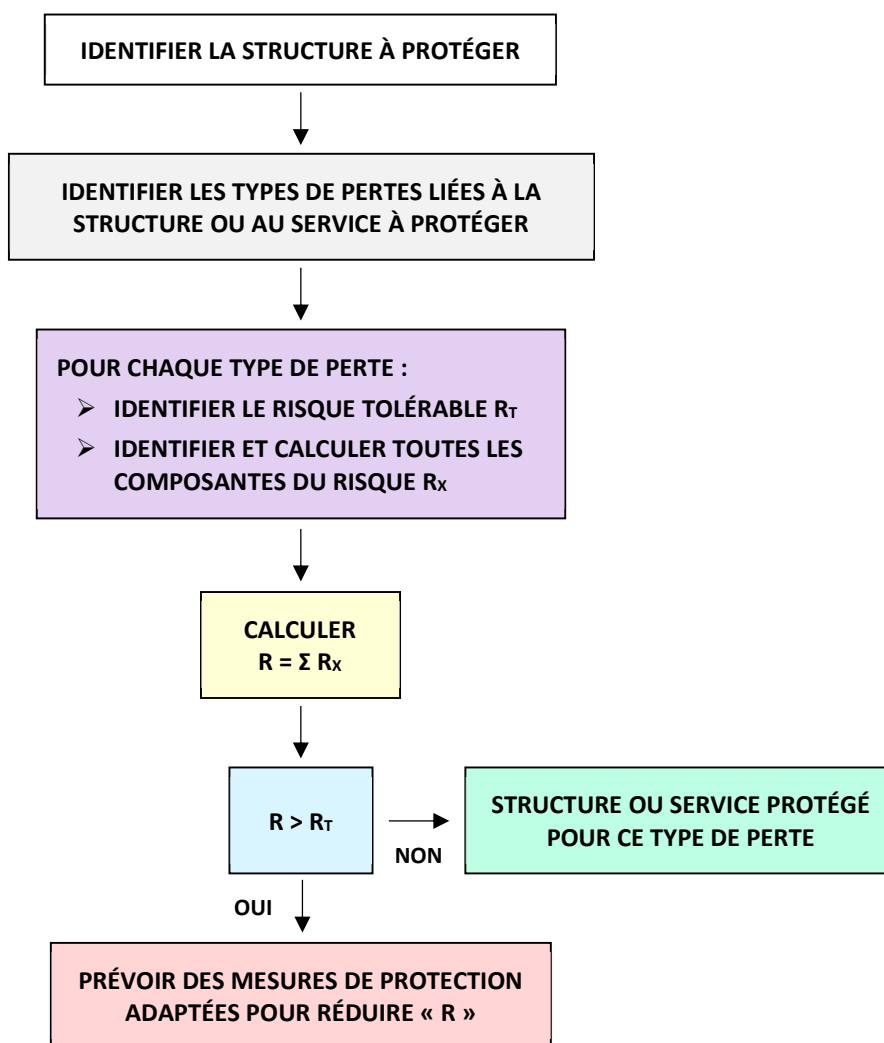 IDENTIFIER LA STRUCTURE À PROTÉGER
IDENTIFIER LES TYPES DE PERTES LIÉES À LA
STRUCTURE OU AU SERVICE À PROTÉGER
POUR CHAQUE TYPE DE PERTE :
➢ IDENTIFIER LE RISQUE TOLÉRABLE RT
➢ IDENTIFIER ET CALCULER TOUTES LES
COMPOSANTES DU RISQUE RX
CALCULER
R = Σ RX
R > RT
NON
STRUCTURE OU SERVICE PROTÉGÉ
POUR CE TYPE DE PERTE
OUI
PRÉVOIR DES MESURES DE PROTECTION
ADAPTÉES POUR RÉDUIRE « R »